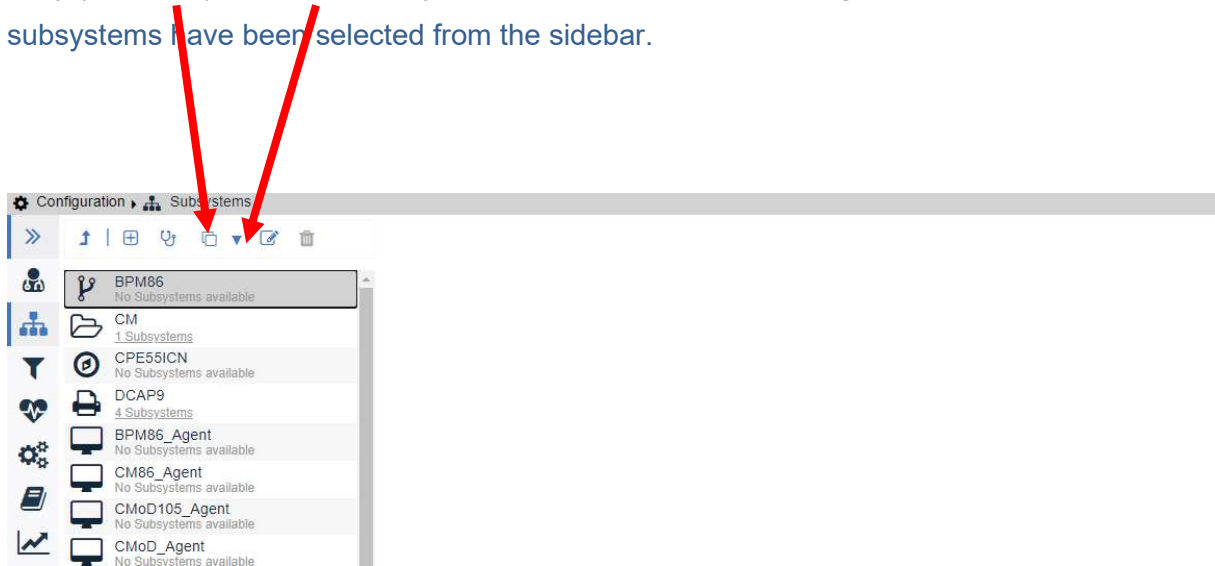 subsystems have been selected from the sidebar.
Configuration Subsystems
BPM86
No Subsystems available
CM
1 Subsystems
CPE55ICN
No Subsystems available
DCAP9
4 Subsystems
BPM86_Agent
No Subsystems available
CM86_Agent
No Subsystems available
CMoD105_Agent
No Subsystems available
CMoD_Agent
No Subsystems available